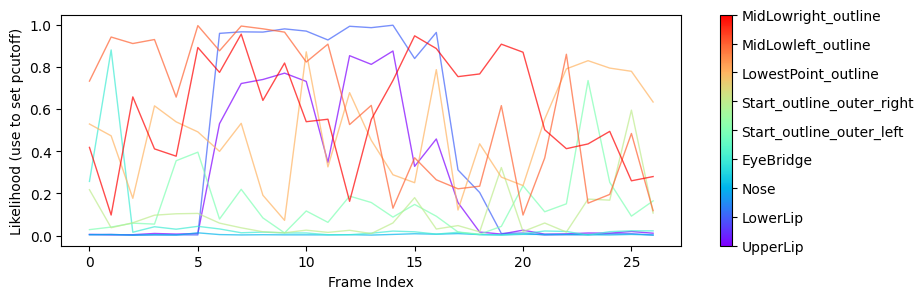 1.0
0.8
0.6
0.4
0.2
0.0
Likelihood (use to set pcutoff)
0 5 10 15 20 25
Frame Index
MidLowright_outline
MidLowleft_outline
LowestPoint_outline
Start_outline_outer_right
Start_outline_outer_left
EyeBridge
Nose
LowerLip
UpperLip